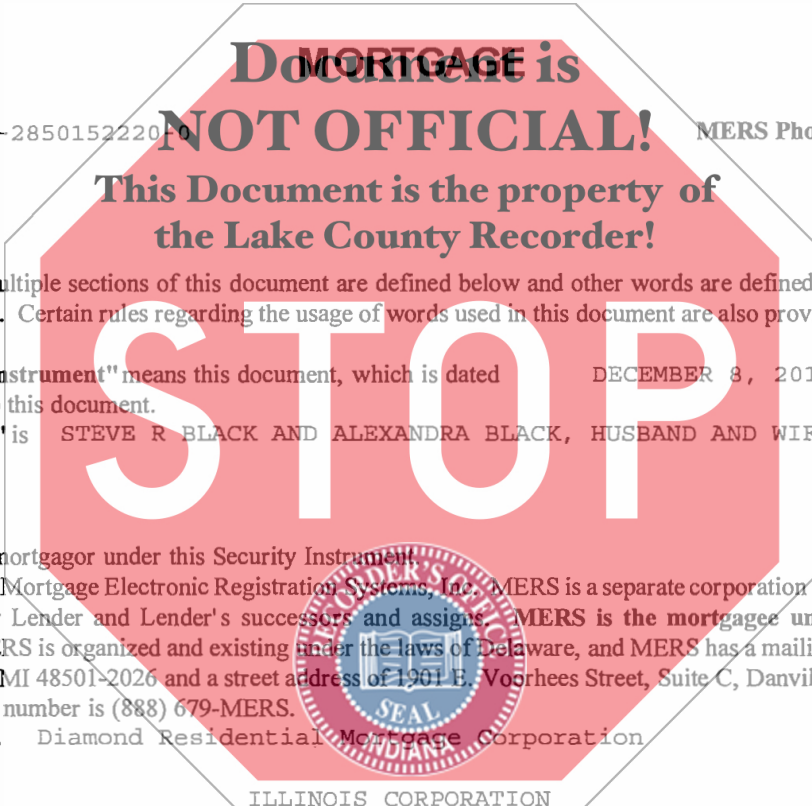 MORTGAGE
Document is
-2850152220-0 MERS Pho
NOT OFFICIAL!
This Document is the property of
the Lake County Recorder!
ultiple sections of this document are defined below and other words are defined
. Certain rules regarding the usage of words used in this document are also prov
nstrument" means this document, which is dated DECEMBER 8, 201
this document.
" is STEVE R BLACK AND ALEXANDRA BLACK, HUSBAND AND WIF
STOP
mortgagor under this Security Instrument.
Mortgage Electronic Registration Systems, Inc. MERS is a separate corporation
Lender and Lender's successors and assigns. MERS is the mortgagee un
RS is organized and existing under the laws of Delaware, and MERS has a maili
MI 48501-2026 and a street address of 1901 E. Voorhees Street, Suite C, Danvil
number is (888) 679-MERS.
Diamond Residential Mortgage Corporation
ILLINOIS CORPORATION
RECORDER'S OFFICE
SEAL
INDIANA